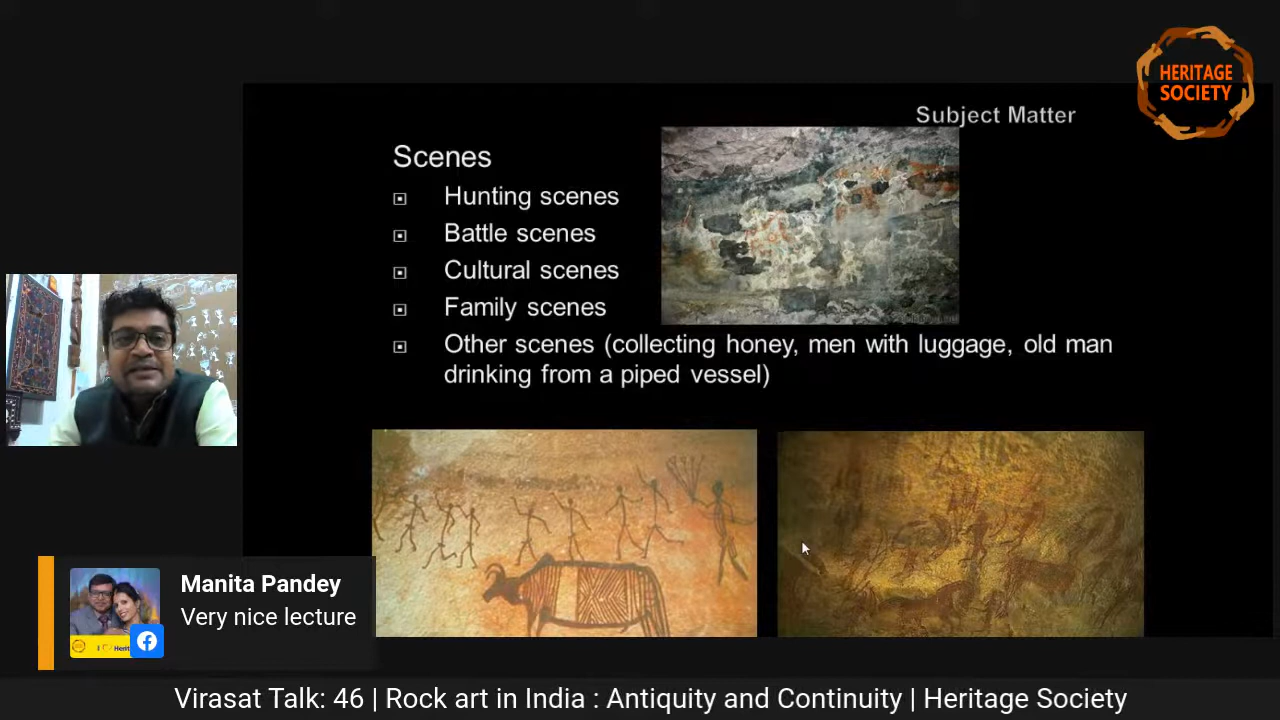 HERITAGE
SOCIETY
Subject Matter
Scenes
Hunting scenes
Battle scenes
Cultural scenes
Family scenes
Other scenes (collecting honey, men with luggage, old man
drinking from a piped vessel)
Manita Pandey
Very nice lecture
Virasat Talk: 46 | Rock art in India : Antiquity and Continuity | Heritage Society